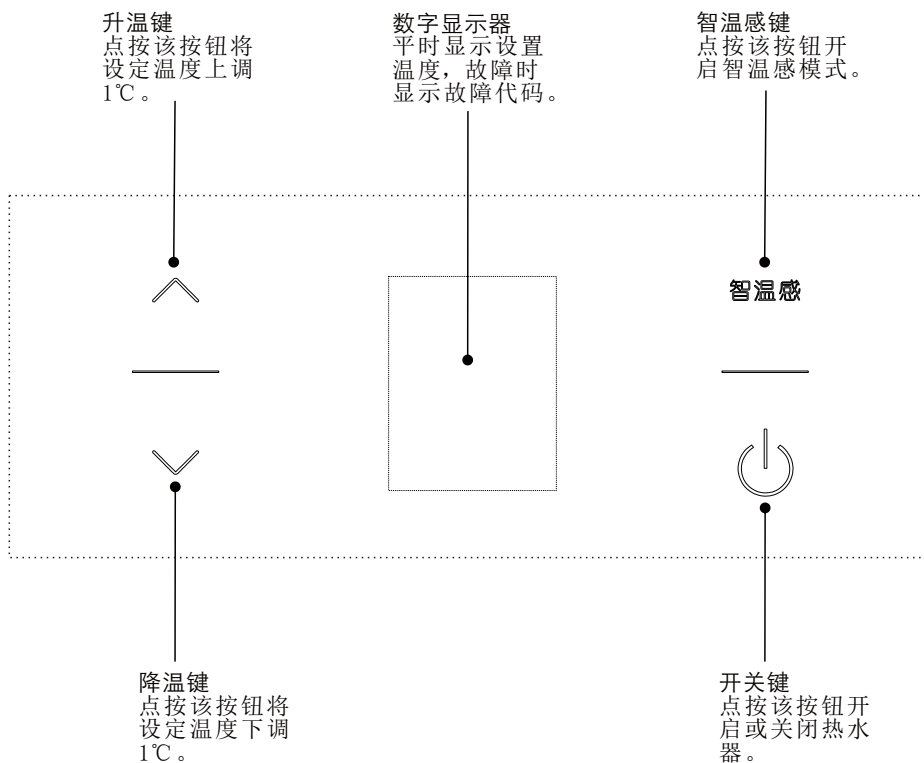 升温键
点按该按钮将
设定温度上调
1℃。
数字显示器
平时显示设置
温度，故障时
显示故障代码。
智温感键
点按该按钮开
启智温感模式。
智温感
降温键
点按该按钮将
设定温度下调
1℃。
开关键
点按该按钮开
启或关闭热水
器。